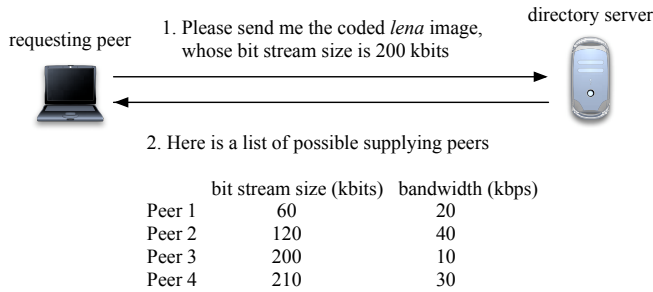 directory server
requesting peer
1. Please send me the coded lena image,
whose bit stream size is 200 kbits
2. Here is a list of possible supplying peers
bit stream size (kbits) bandwidth (kbps)
Peer 1 60 20
Peer 2 120 40
Peer 3 200 10
Peer 4 210 30